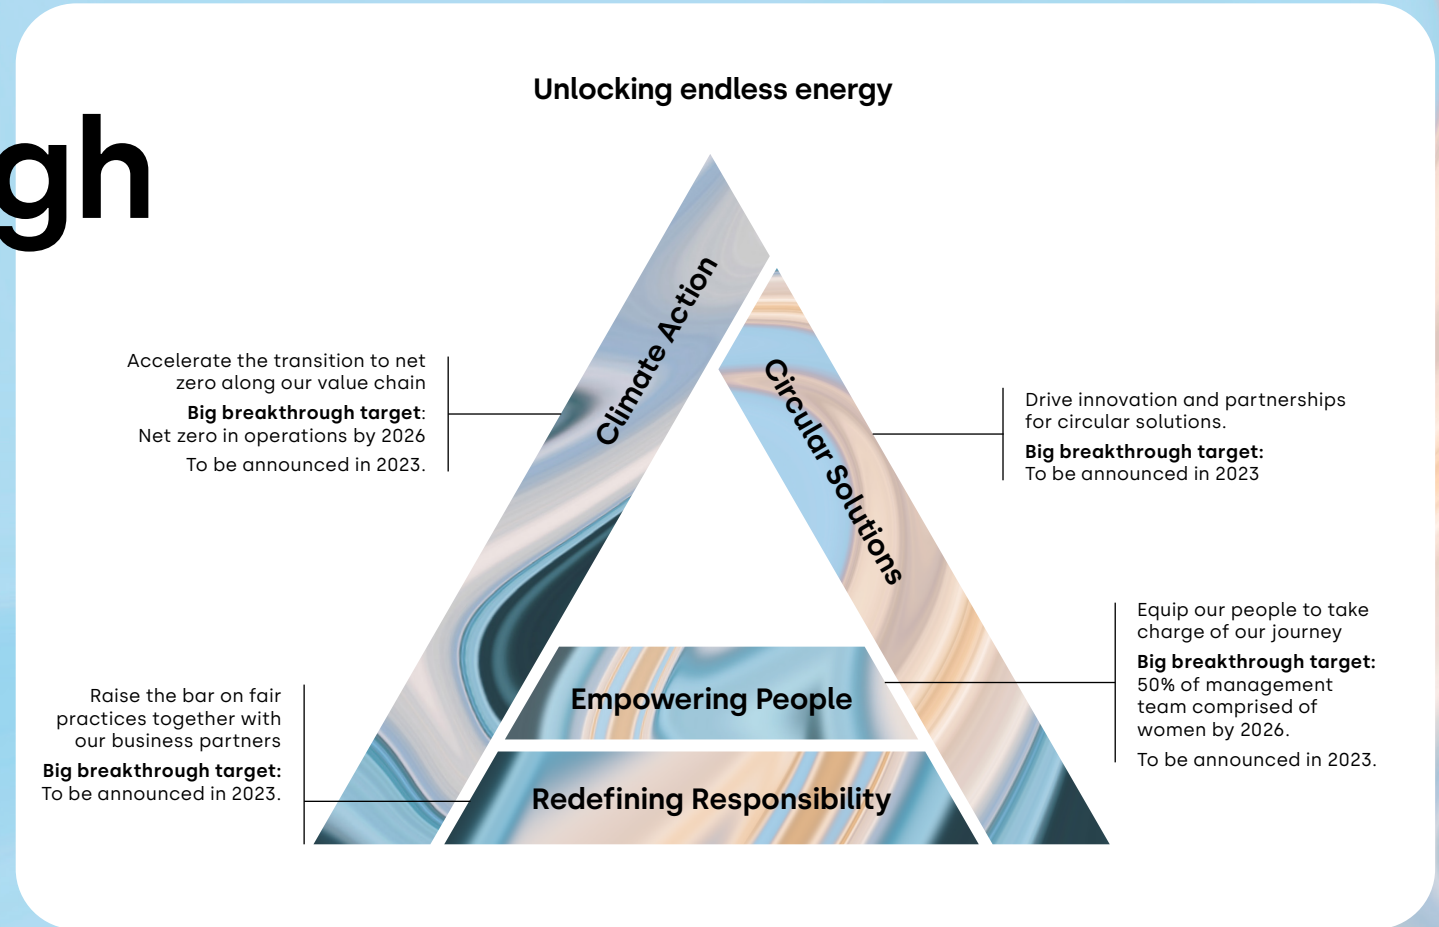 Unlocking endless energy
gh
Climate Action
Accelerate the transition to net
zero along our value chain
Big breakthrough target:
Net zero in operations by 2026
To be announced in 2023.
Circular Solutions
Drive innovation and partnerships
for circular solutions.
Big breakthrough target:
To be announced in 2023
Equip our people to take
charge of our journey
Big breakthrough target:
50% of management
team comprised of
women by 2026.
To be announced in 2023.
Empowering People
Raise the bar on fair
practices together with
our business partners
Big breakthrough target:
To be announced in 2023.
Redefining Responsibility